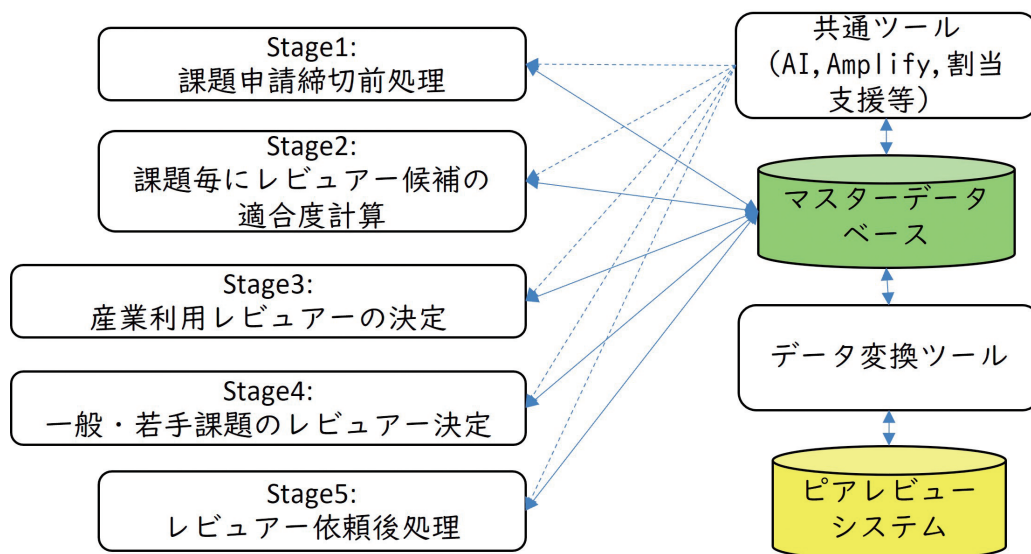 Stage1:
課題申請締切前処理
Stage2:
課題毎にレビュアー候補の
適合度計算
Stage3:
産業利用レビュアーの決定
Stage4:
一般・若手課題のレビュアー決定
Stage5:
レビュアー依頼後処理
共通ツール
(AI,Amplify,割当
支援等)
マスターデータ
ベース
データ変換ツール
ピアレビュー
システム